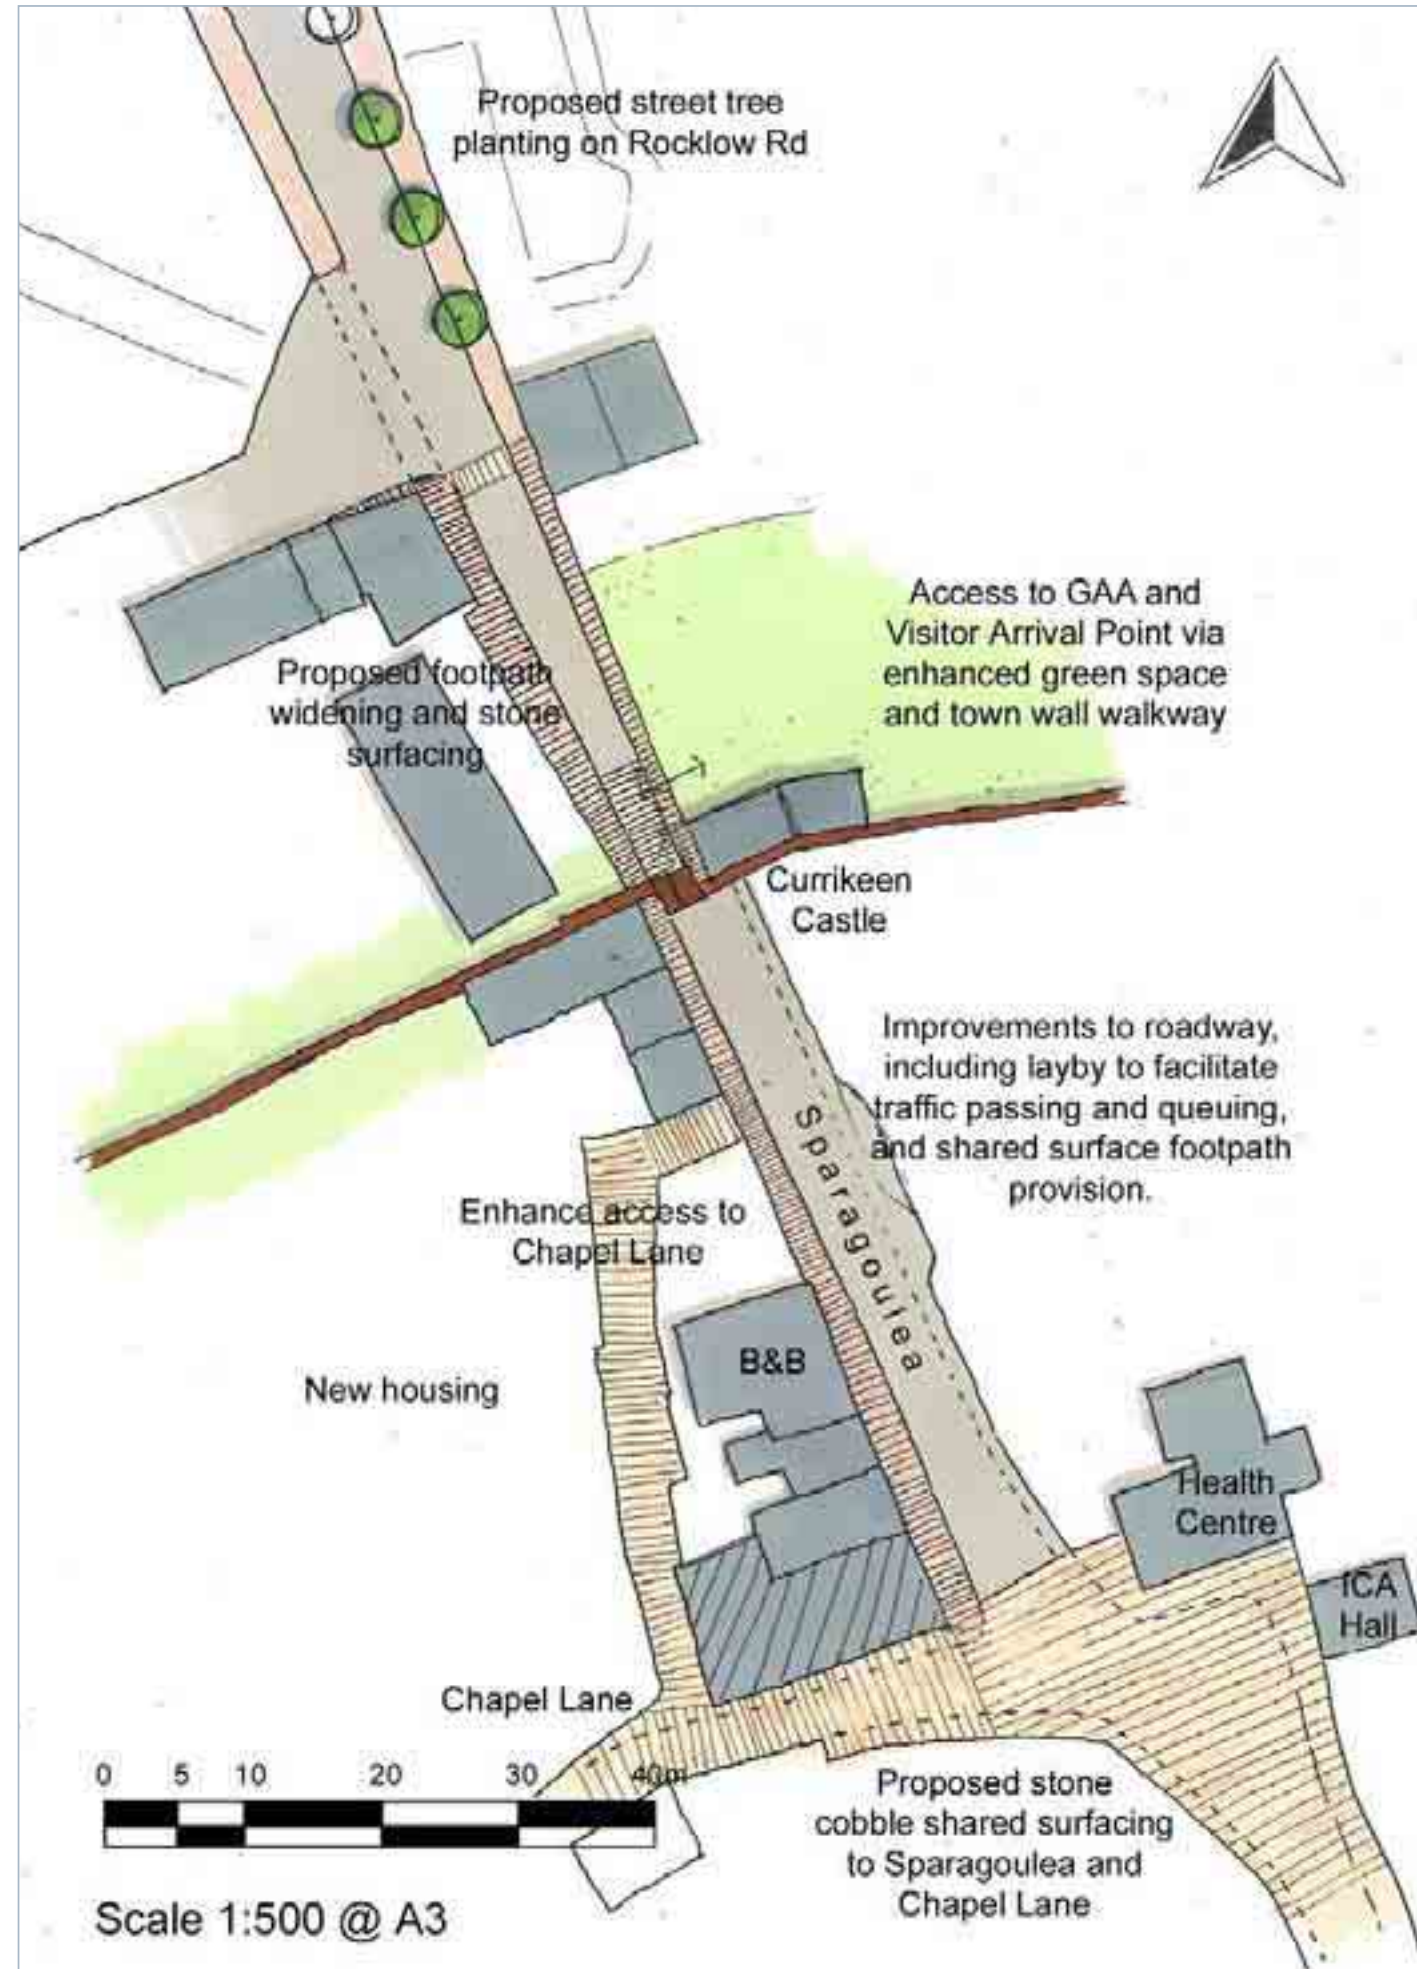 Proposed street tree
planting on Rocklow Rd
Access to GAA and
Visitor Arrival Point via
enhanced green space
and town wall walkway
Proposed footpath
widening and stone
surfacing
Currikeen
Castle
Improvements to roadway,
including layby to facilitate
traffic passing and queuing,
and shared surface footpath
provision.
Sparagoulea
Enhance access to
Chapel Lane
B&B
New housing
Health
Centre
ICA
Hall
Chapel Lane
0 5 10 20 30 40m
Proposed stone
cobble shared surfacing
to Sparagoulea and
Chapel Lane
Scale 1:500 @ A3